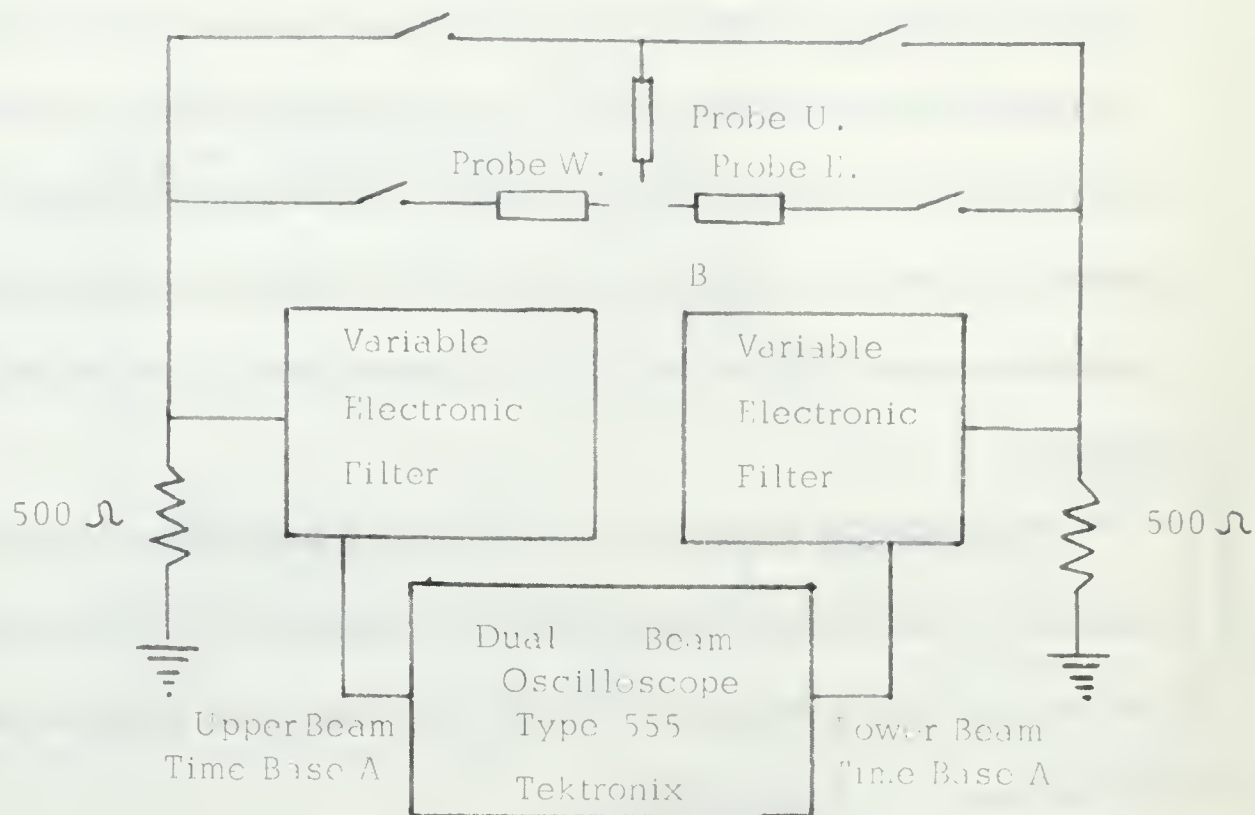 Probe U.
Probe W.
Probe E.
B
Variable
Electronic
Filter
Variable
Electronic
Filter
500 Ω
500 Ω
Dual Beam
Oscilloscope
Type 555
Tektronix
Upper Beam
Time Base A
Lower Beam
Time Base A